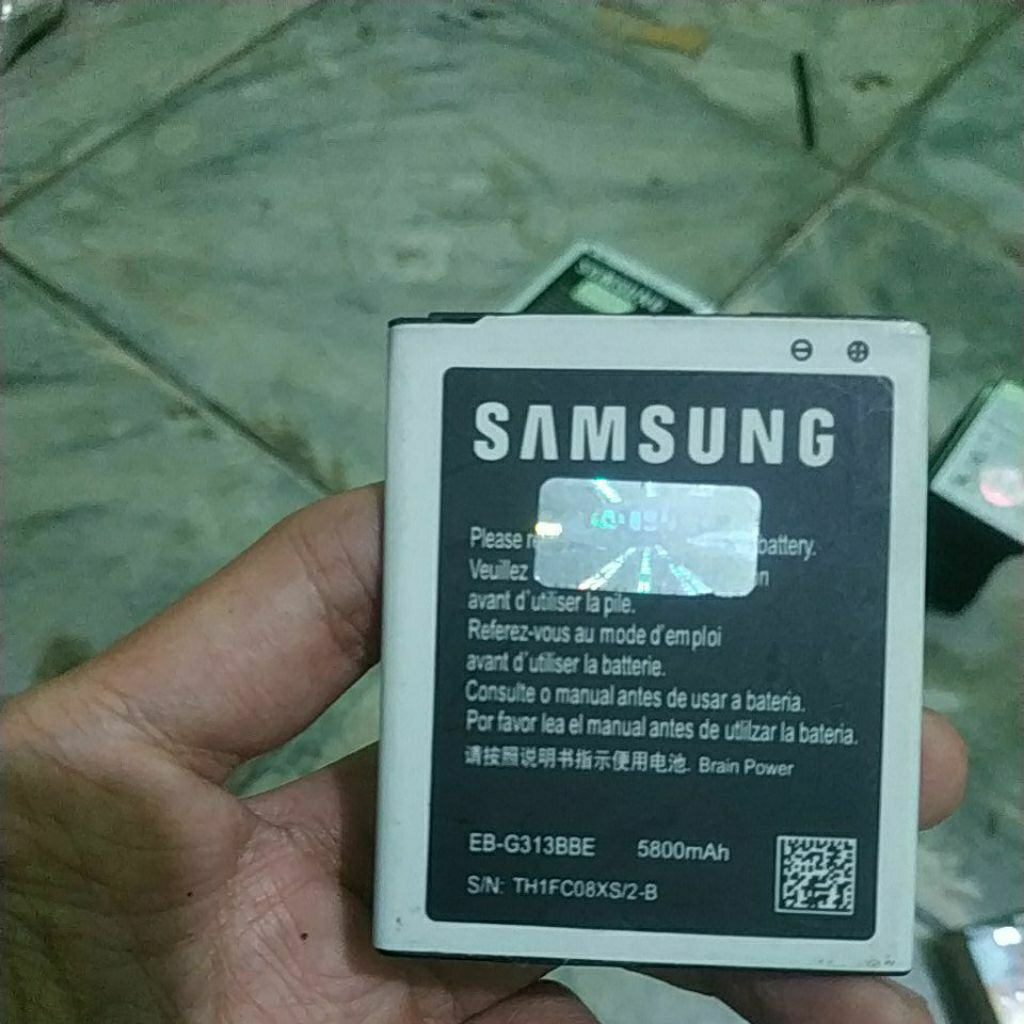 SAMSUNG
Please battery.
Veuillez
avant d'utiliser la pile.
Referez-vous au mode d'emploi
avant d'utiliser la batterie.
Consulte o manual antes de usar a bateria.
Por favor lea el manual antes de utlilzar la bateria.
请按照说明书指示使用电池. Brain Power
EB-G313BBE 5800mAh
S/N: TH1FC08XS/2-B